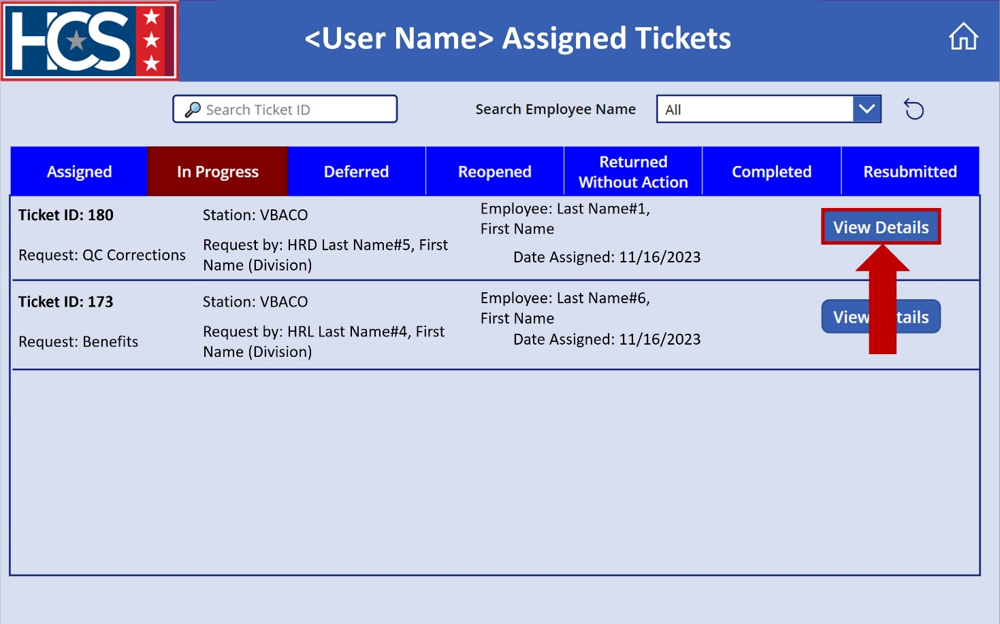 HCS
<User Name> Assigned Tickets
Search Ticket ID
Search Employee Name
All
Assigned
In Progress
Deferred
Reopened
Returned
Without Action
Completed
Resubmitted
Ticket ID: 180
Station: VBACO
Employee: Last Name#1,
First Name
View Details
Request: QC Corrections
Request by: HRD Last Name#5, First
Name (Division)
Date Assigned: 11/16/2023
Ticket ID: 173
Station: VBACO
Employee: Last Name#6,
First Name
View tails
Request: Benefits
Request by: HRL Last Name#4, First
Name (Division)
Date Assigned: 11/16/2023